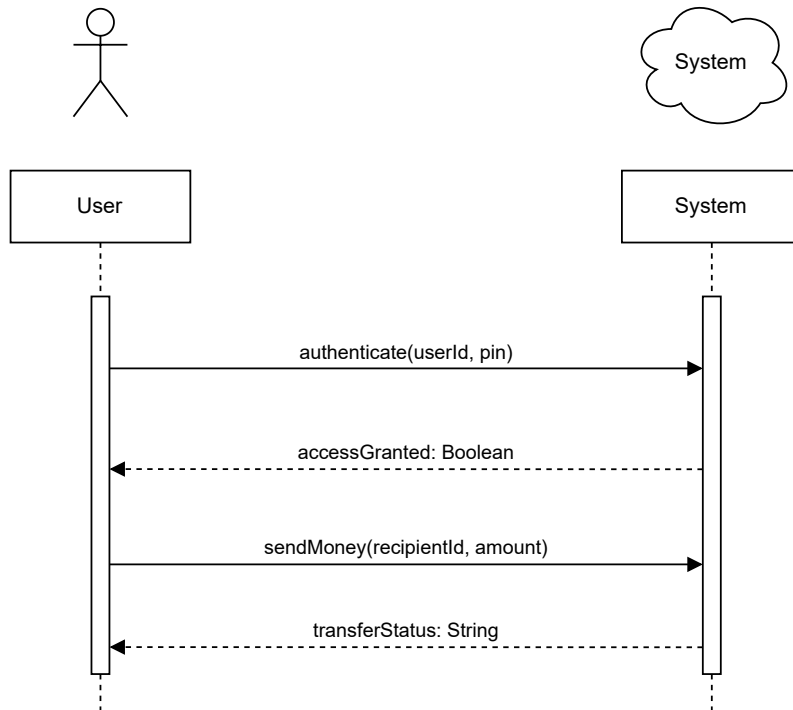 System
User
System
authenticate(userId, pin)
accessGranted: Boolean
sendMoney(recipientId, amount)
transferStatus: String